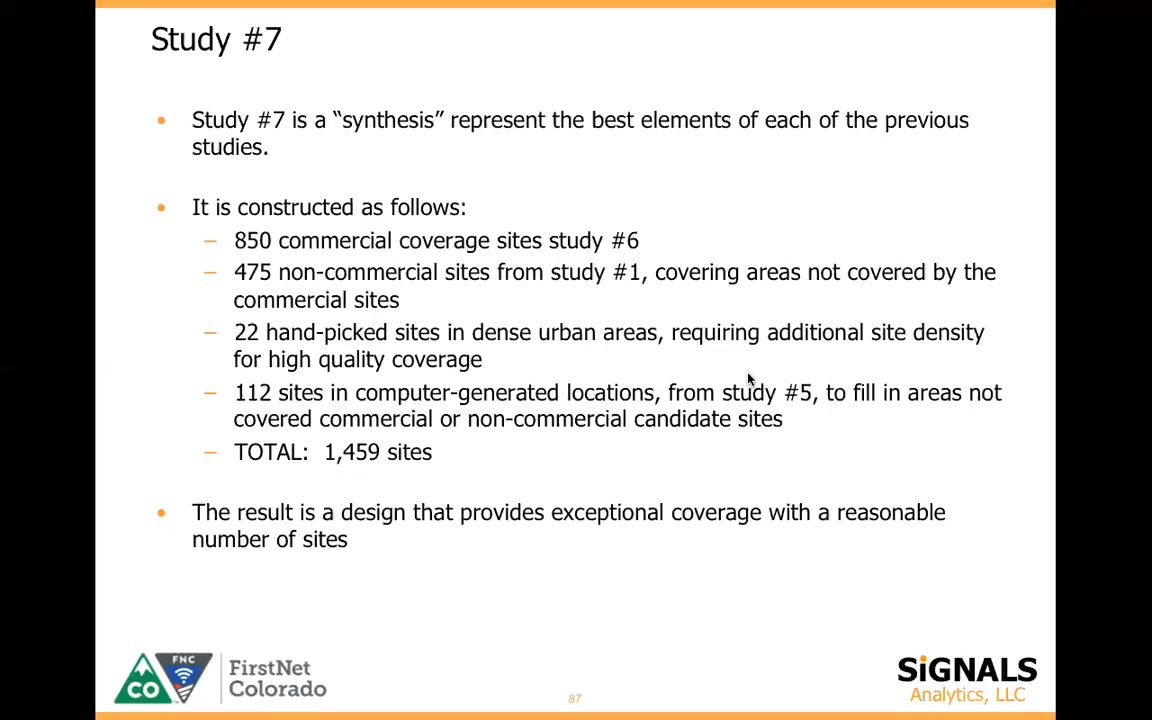 Study #7
• Study #7 is a “synthesis” represent the best elements of each of the previous
studies.
• It is constructed as follows:
– 850 commercial coverage sites study #6
– 475 non-commercial sites from study #1, covering areas not covered by the
commercial sites
– 22 hand-picked sites in dense urban areas, requiring additional site density
for high quality coverage
– 112 sites in computer-generated locations, from study #5, to fill in areas not
covered commercial or non-commercial candidate sites
– TOTAL:  1,459 sites
• The result is a design that provides exceptional coverage with a reasonable
number of sites
FNC
CO
FirstNet
Colorado
87
SiGNALS
Analytics, LLC